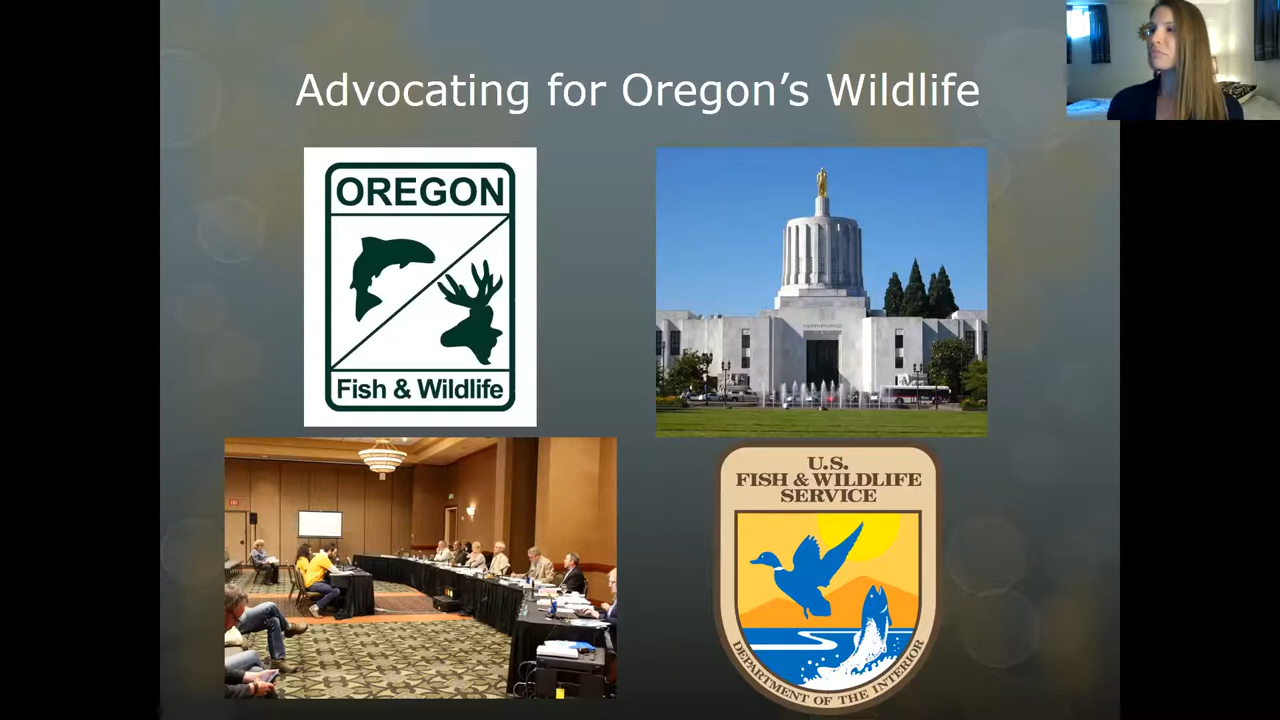 Advocating for Oregon’s Wildlife
OREGON
Fish & Wildlife
U.S.
FISH & WILDLIFE
SERVICE
DEPARTMENT OF THE INTERIOR